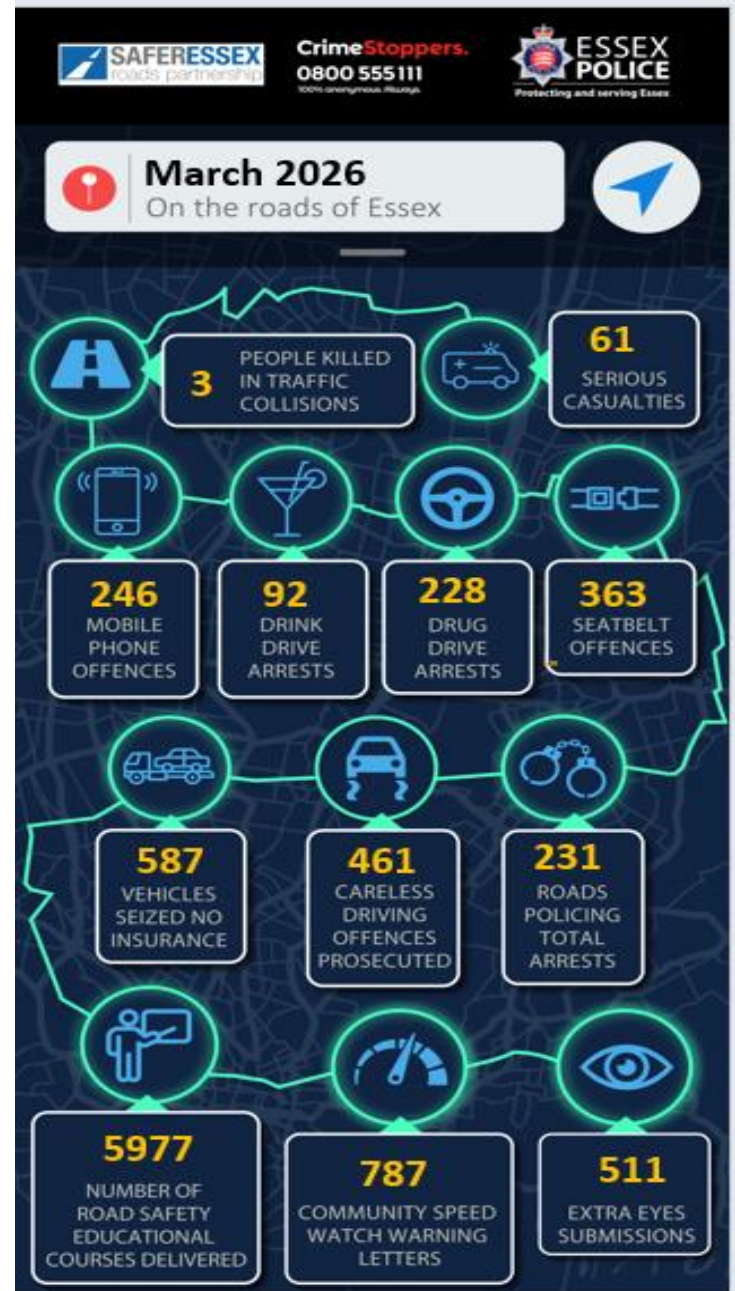 SAFERESSEX
roads partnership
CrimeStoppers.
0800 555 111
100% anonymous. Always.
ESSEX
POLICE
Protecting and serving Essex
March 2026
On the roads of Essex
3
PEOPLE KILLED
IN TRAFFIC
COLLISIONS
61
SERIOUS
CASUALTIES
246
MOBILE
PHONE
OFFENCES
92
DRINK
DRIVE
ARRESTS
228
DRUG
DRIVE
ARRESTS
363
SEATBELT
OFFENCES
587
VEHICLES
SEIZED NO
INSURANCE
461
CARELESS
DRIVING
OFFENCES
PROSECUTED
231
ROADS
POLICING
TOTAL
ARRESTS
5977
NUMBER OF
ROAD SAFETY
EDUCATIONAL
COURSES DELIVERED
787
COMMUNITY SPEED
WATCH WARNING
LETTERS
511
EXTRA EYES
SUBMISSIONS